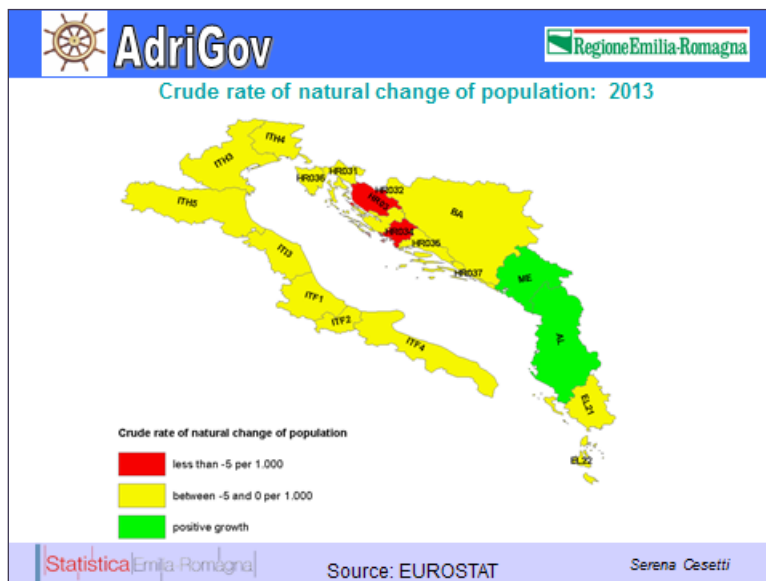 AdriGov
RegioneEmilia-Romagna
Crude rate of natural change of population: 2013
ITH4
ITH3
HR036
HR031
HR032
ITH5
BA
HR034
HR035
ITI3
HR037
ME
ITF1
ITF2
AL
ITF4
EL21
EL22
Crude rate of natural change of population
less than -5 per 1.000
between -5 and 0 per 1.000
positive growth
Statistica Emilia-Romagna
Source: EUROSTAT
Serena Cesetti